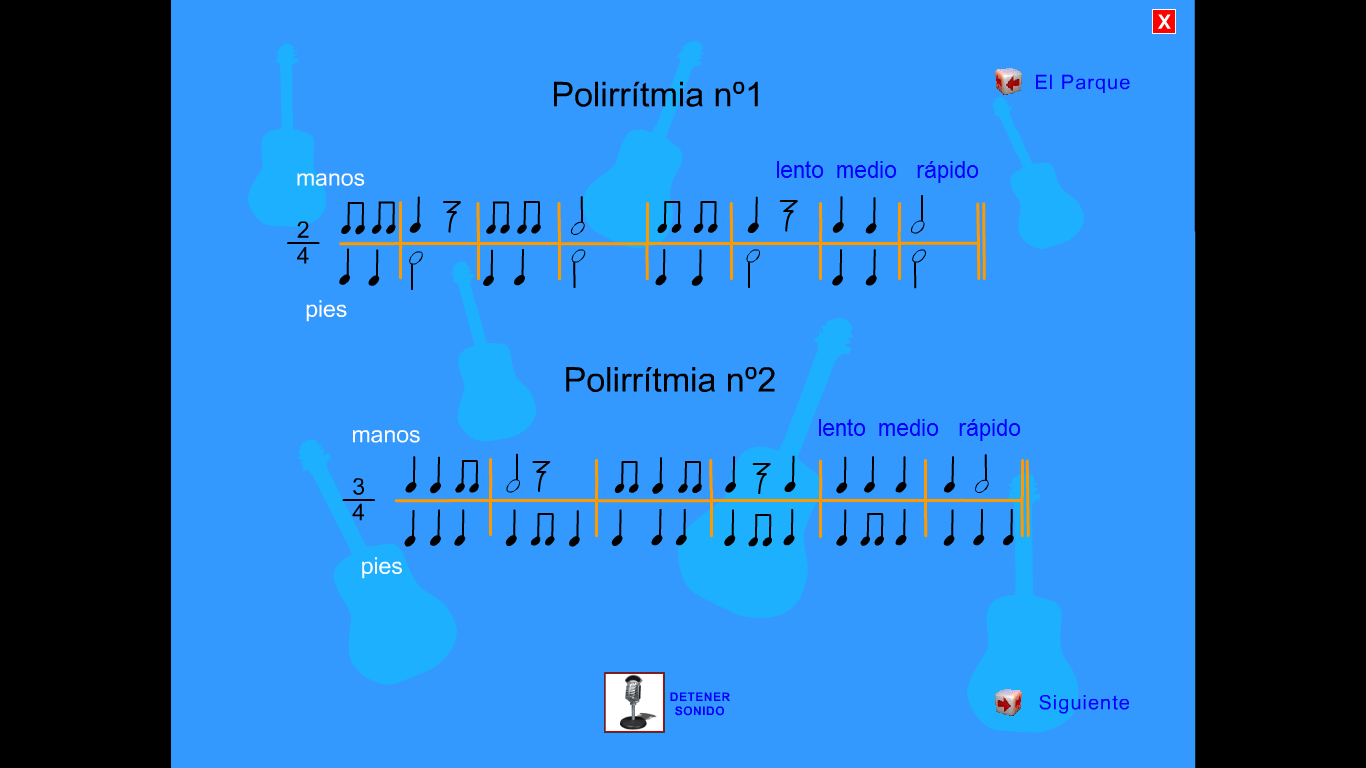 X
El Parque
Polirrítmia nº1
lento medio rápido
manos
2
4
pies
Polirrítmia nº2
lento medio rápido
manos
3
4
pies
DETENER
SONIDO
Siguiente